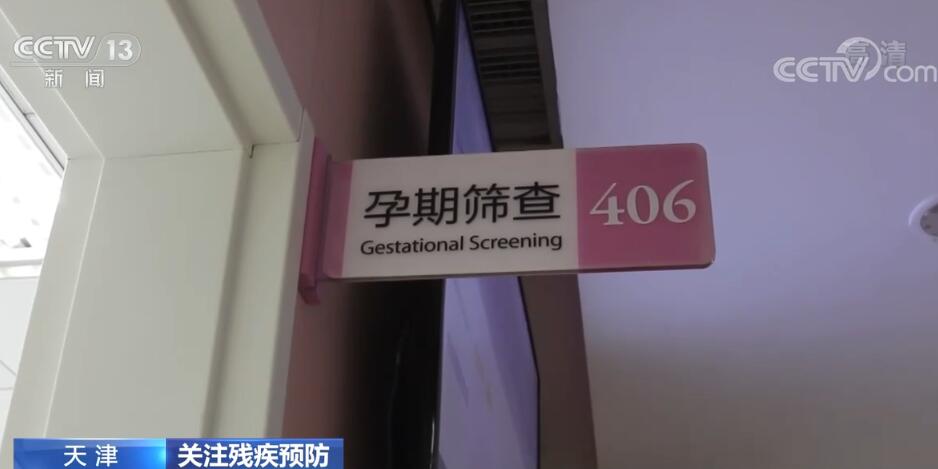 CCTV 13
新闻
高清
CCTV.com
孕期筛查
Gestational Screening
406
天津
关注残疾预防